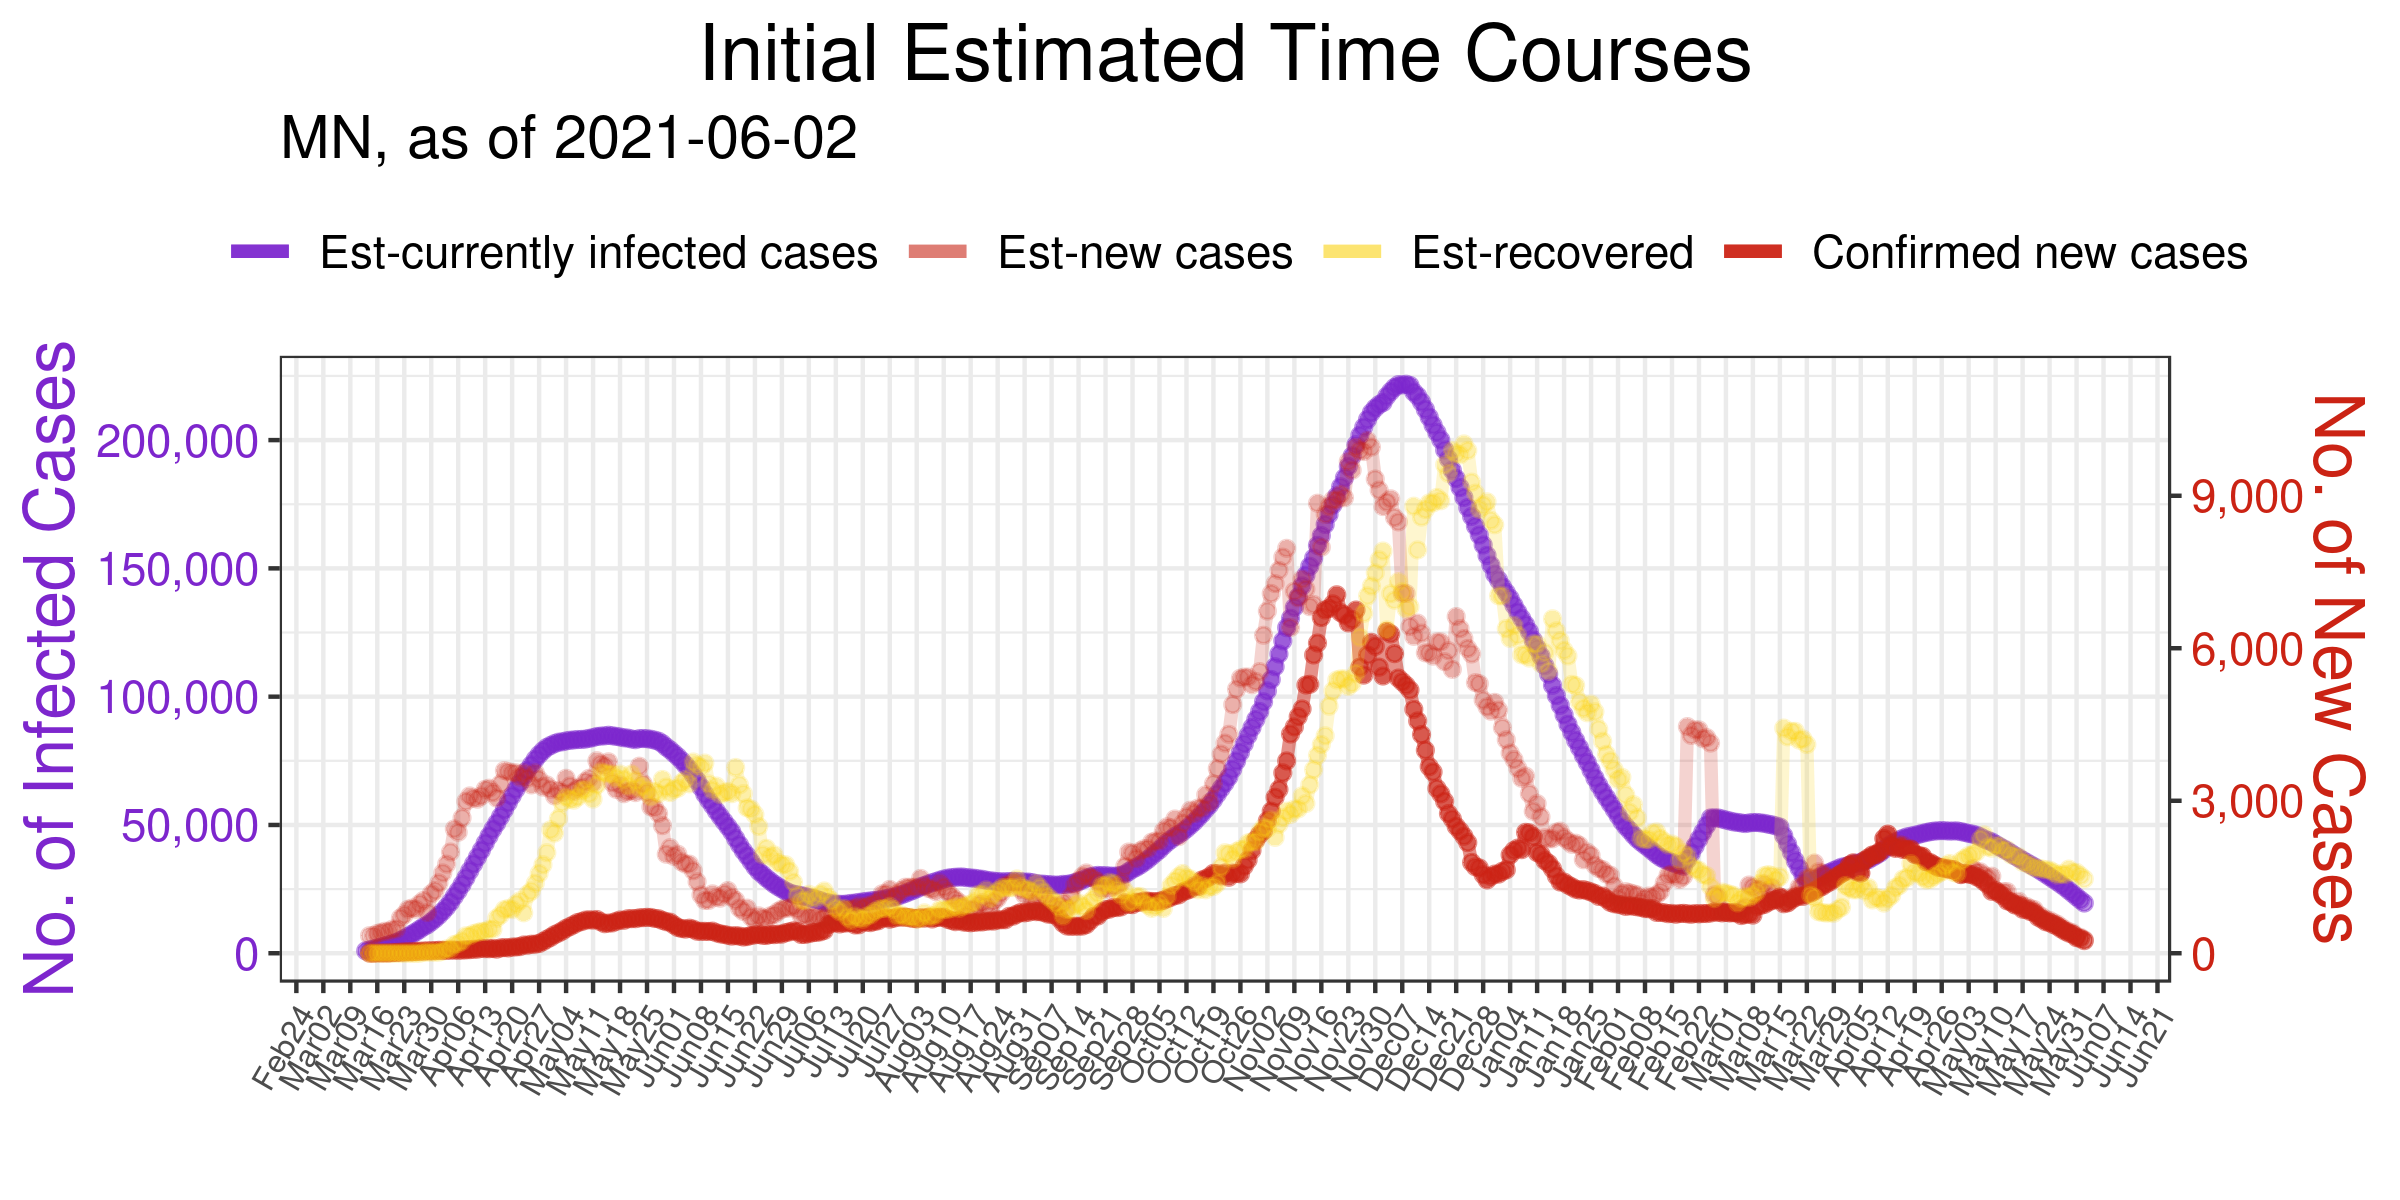 Initial Estimated Time Courses
MN, as of 2021-06-02
Est-currently infected cases
Est-new cases
Est-recovered
Confirmed new cases
No. of Infected Cases
200,000
150,000
100,000
50,000
0
No. of New Cases
9,000
6,000
3,000
0
Feb24
Mar02
Mar09
Mar16
Mar23
Mar30
Apr06
Apr13
Apr20
Apr27
May04
May11
May18
May25
Jun01
Jun08
Jun15
Jun22
Jun29
Jul06
Jul13
Jul20
Jul27
Aug03
Aug10
Aug17
Aug24
Aug31
Sep07
Sep14
Sep21
Sep28
Oct05
Oct12
Oct19
Oct26
Nov02
Nov09
Nov16
Nov23
Nov30
Dec07
Dec14
Dec21
Dec28
Jan04
Jan11
Jan18
Jan25
Feb01
Feb08
Feb15
Feb22
Mar01
Mar08
Mar15
Mar22
Mar29
Apr05
Apr12
Apr19
Apr26
May03
May10
May17
May24
May31
Jun07
Jun14
Jun21